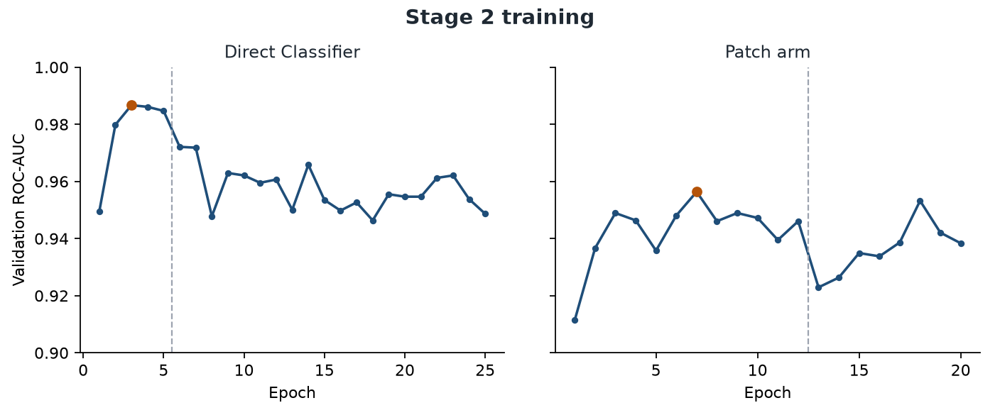 Stage 2 training
Direct Classifier
Patch arm
Validation ROC-AUC
1.00
0.98
0.96
0.94
0.92
0.90
0 5 10 15 20 25
5 10 15 20
Epoch
Epoch